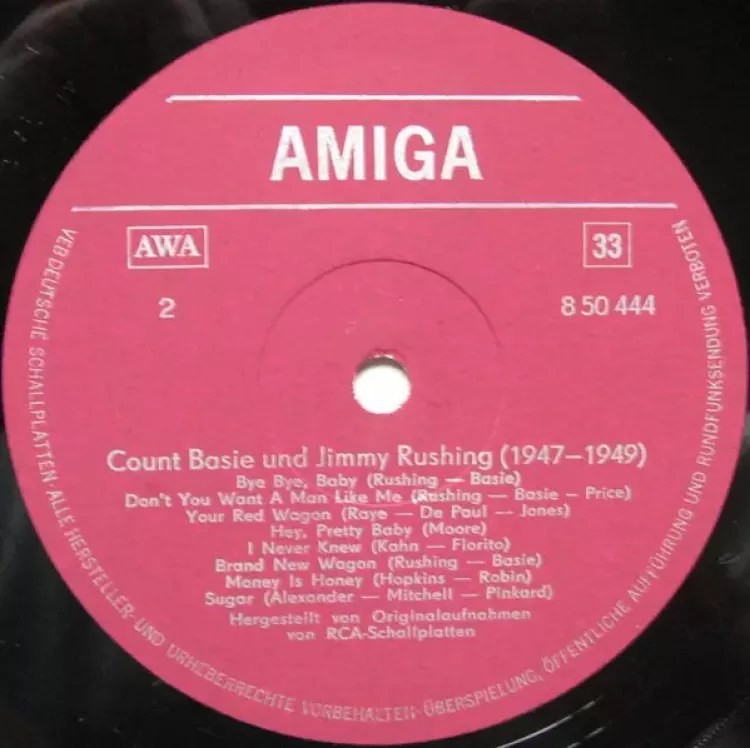 AMIGA
AWA
33
2
8 50 444
Count Basie und Jimmy Rushing (1947–1949)
Bye Bye, Baby (Rushing — Basie)
Don't You Want A Man Like Me (Rushing — Basie — Price)
Your Red Wagon (Raye — De Paul — Jones)
Hey, Pretty Baby (Moore)
I Never Knew (Kahn — Fiorito)
Brand New Wagon (Rushing — Basie)
Money Is Honey (Hopkins — Robin)
Sugar (Alexander — Mitchell — Pinkard)
Hergestellt von Originalaufnahmen
von RCA-Schallplatten
VEB DEUTSCHE SCHALLPLATTEN · ALLE HERSTELLER- UND URHEBERRECHTE VORBEHALTEN · ÜBERSPIELUNG, ÖFFENTLICHE AUFFÜHRUNG UND RUNDFUNKSENDUNG VERBOTEN